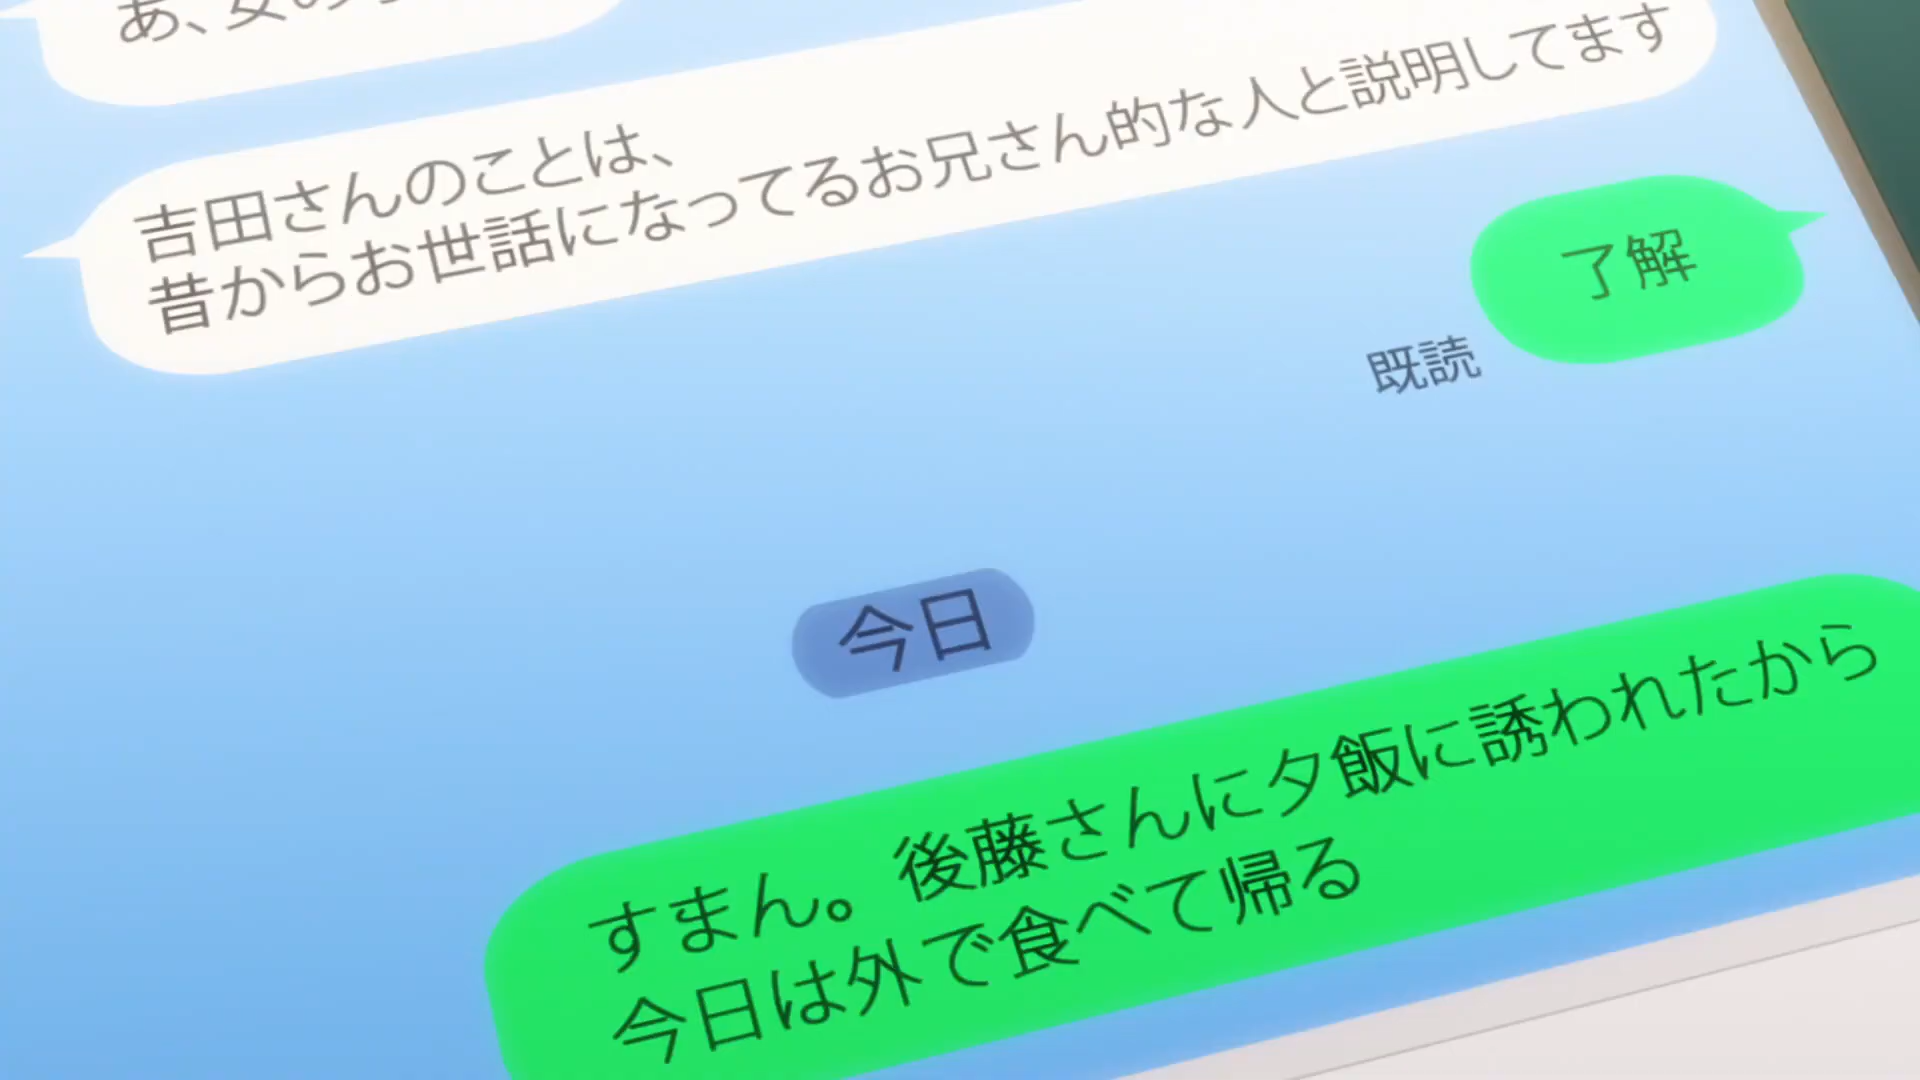 あ、女の
吉田さんのことは、
昔からお世話になってるお兄さん的な人と説明してます
了解
既読
今日
すまん。後藤さんに夕飯に誘われたから
今日は外で食べて帰る